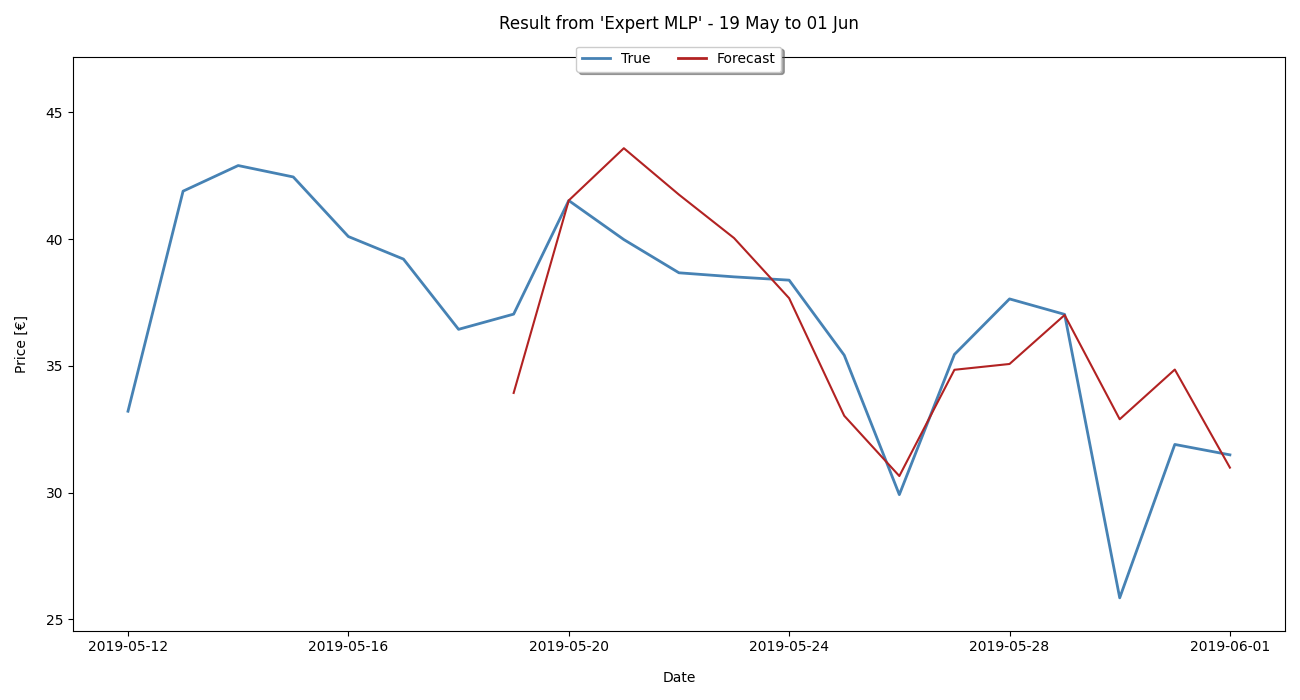 Result from 'Expert MLP' - 19 May to 01 Jun
True Forecast
45
40
35
30
25
Price [€]
2019-05-12 2019-05-16 2019-05-20 2019-05-24 2019-05-28 2019-06-01
Date